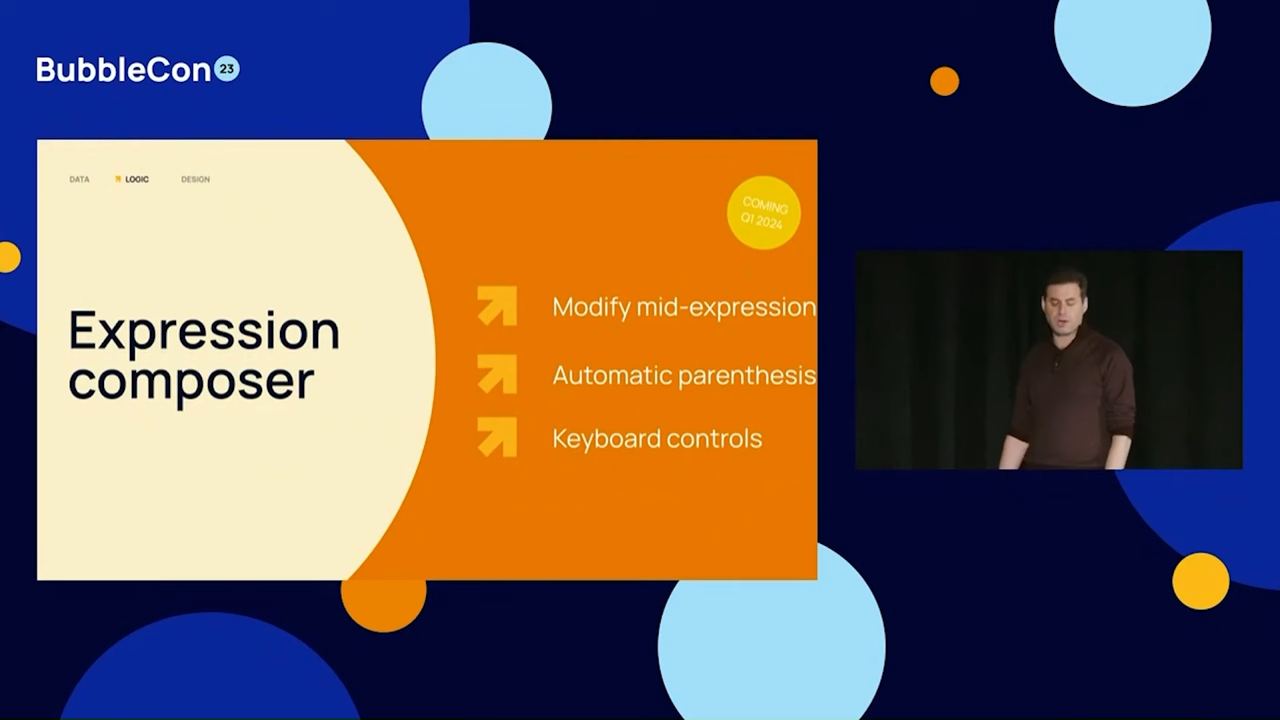 BubbleCon 23
DATA LOGIC DESIGN
COMING
Q1 2024
Expression
composer
Modify mid-expression
Automatic parenthesis
Keyboard controls